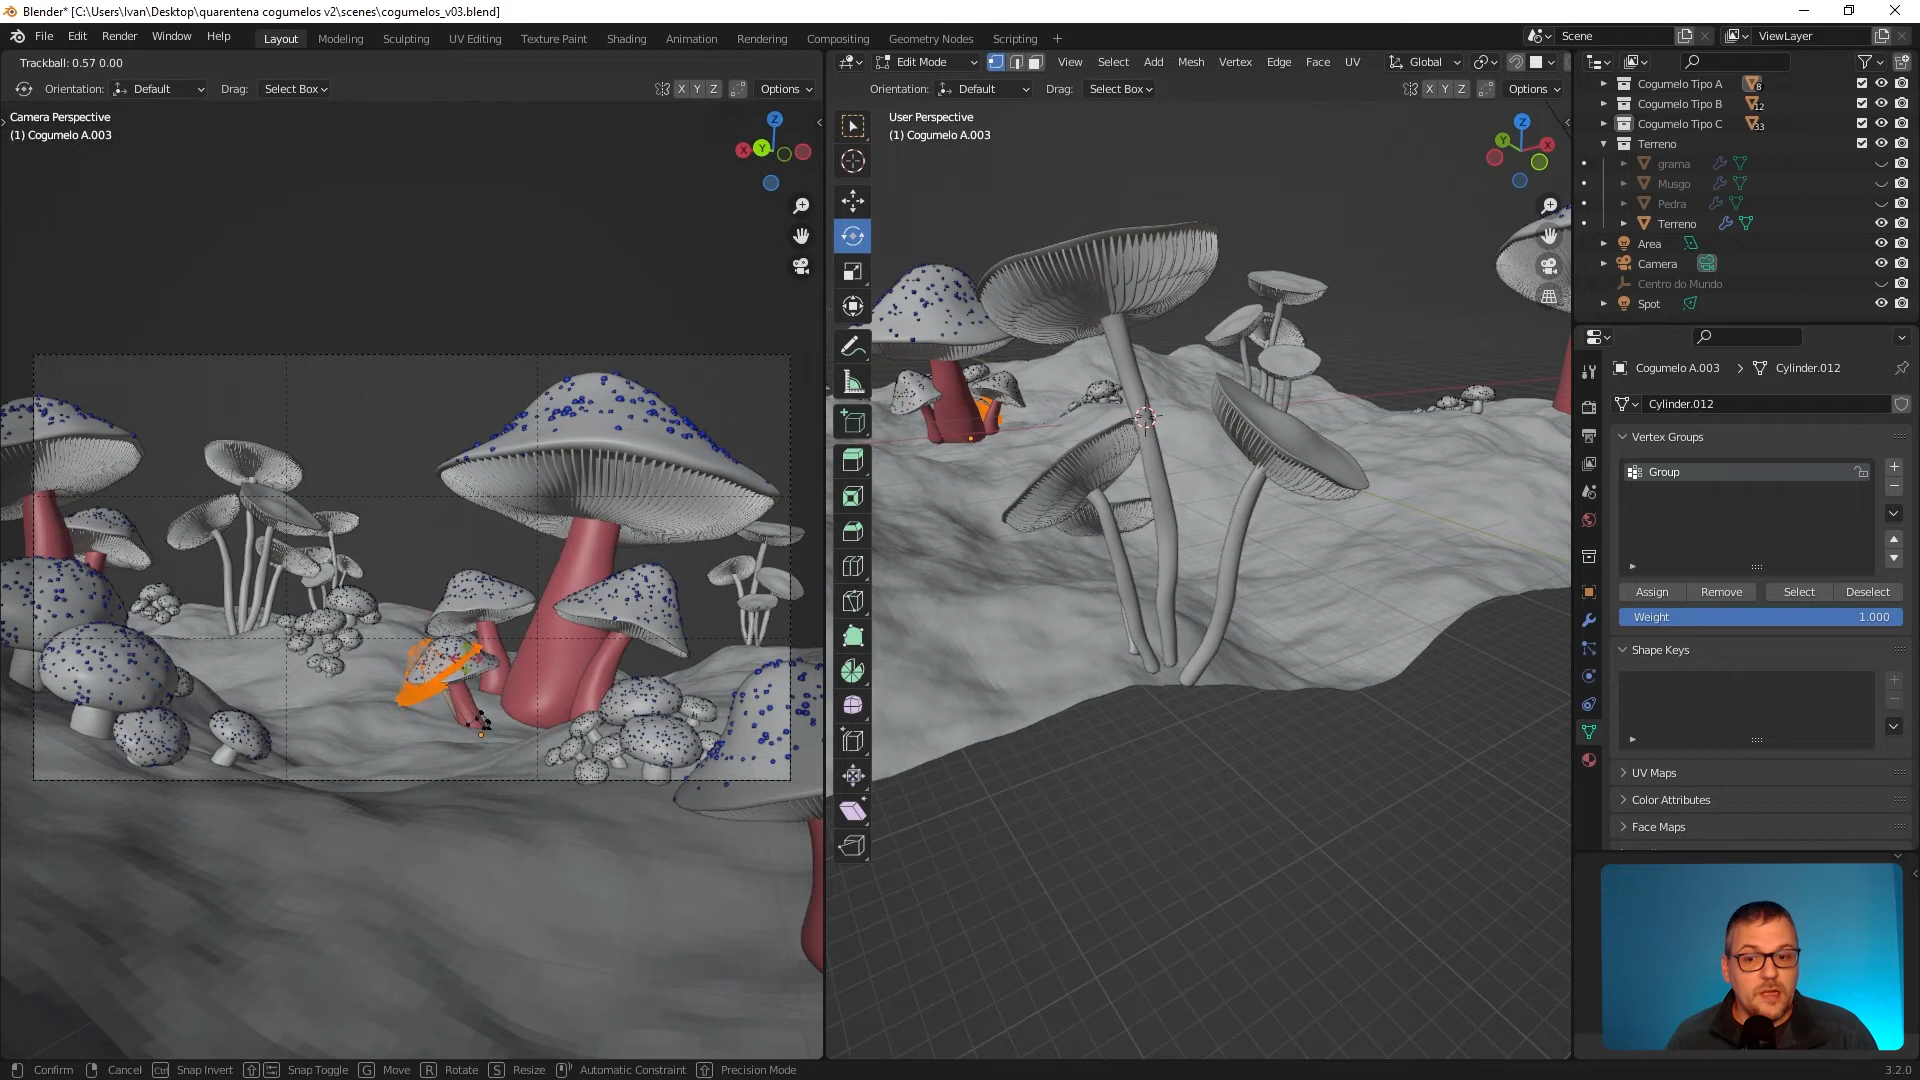 Blender* [C:\Users\Ivan\Desktop\quarentena cogumelos v2\scenes\cogumelos_v03.blend]
File Edit Render Window Help Layout Modeling Sculpting UV Editing Texture Paint Shading Animation Rendering Compositing Geometry Nodes Scripting + Scene ViewLayer
Trackball: 0.57 0.00
Edit Mode View Select Add Mesh Vertex Edge Face UV Global
Orientation: Default Drag: Select Box X Y Z Options
Orientation: Default Drag: Select Box X Y Z Options
Camera Perspective
(1) Cogumelo A.003
User Perspective
(1) Cogumelo A.003
Z
X Y
Z
Y X
Cogumelo Tipo A 8
Cogumelo Tipo B 12
Cogumelo Tipo C 33
Terreno
grama
Musgo
Pedra
Terreno
Area
Camera
Centro do Mundo
Spot
Cogumelo A.003 > Cylinder.012
Cylinder.012
Vertex Groups
Group
Assign Remove Select Deselect
Weight 1.000
Shape Keys
UV Maps
Color Attributes
Face Maps
Confirm Cancel Ctrl Snap Invert Snap Toggle G Move R Rotate S Resize Automatic Constraint Precision Mode 3.2.0